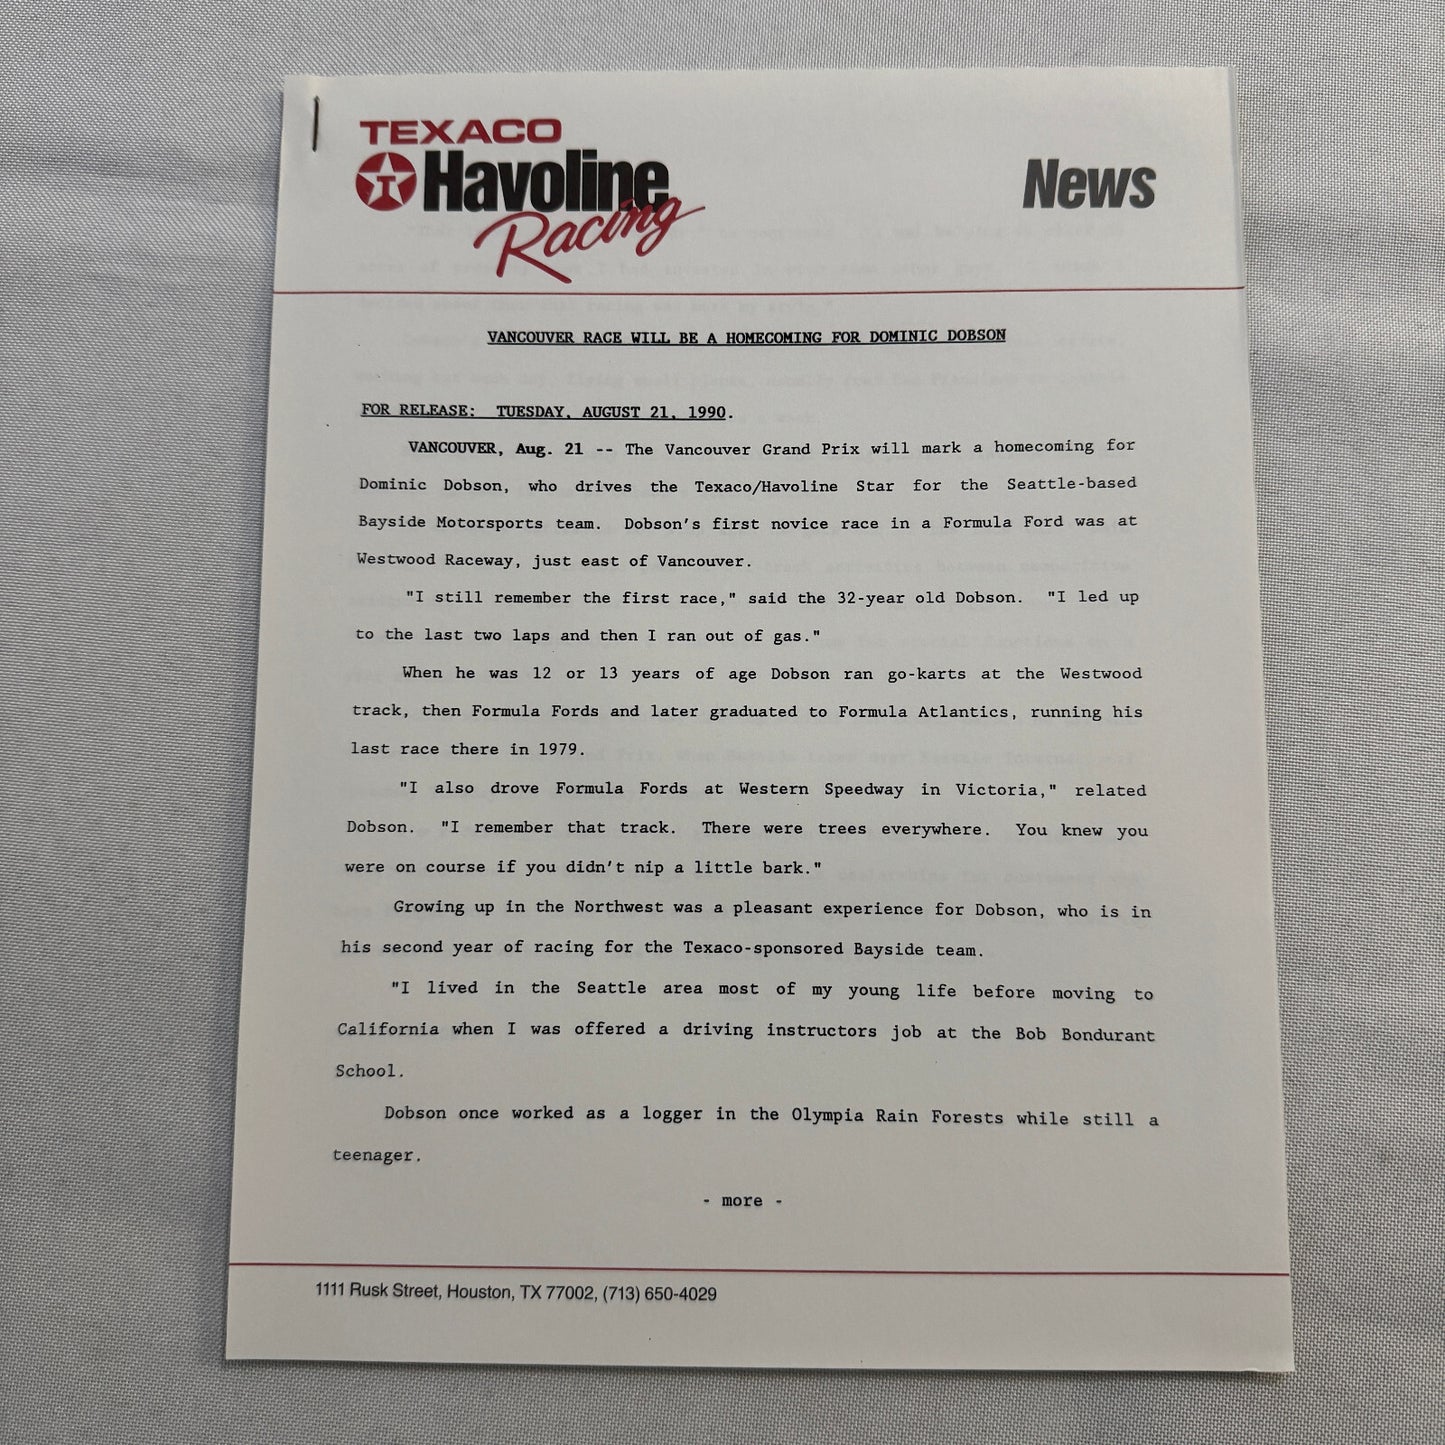 TEXACO
T Havoline
Racing
News
VANCOUVER RACE WILL BE A HOMECOMING FOR DOMINIC DOBSON
FOR RELEASE: TUESDAY, AUGUST 21, 1990.
VANCOUVER, Aug. 21 -- The Vancouver Grand Prix will mark a homecoming for
Dominic Dobson, who drives the Texaco/Havoline Star for the Seattle-based
Bayside Motorsports team. Dobson's first novice race in a Formula Ford was at
Westwood Raceway, just east of Vancouver.
"I still remember the first race," said the 32-year old Dobson. "I led up
to the last two laps and then I ran out of gas."
When he was 12 or 13 years of age Dobson ran go-karts at the Westwood
track, then Formula Fords and later graduated to Formula Atlantics, running his
last race there in 1979.
"I also drove Formula Fords at Western Speedway in Victoria," related
Dobson. "I remember that track. There were trees everywhere. You knew you
were on course if you didn't nip a little bark."
Growing up in the Northwest was a pleasant experience for Dobson, who is in
his second year of racing for the Texaco-sponsored Bayside team.
"I lived in the Seattle area most of my young life before moving to
California when I was offered a driving instructors job at the Bob Bondurant
School.
Dobson once worked as a logger in the Olympia Rain Forests while still a
teenager.
- more -
1111 Rusk Street, Houston, TX 77002, (713) 650-4029